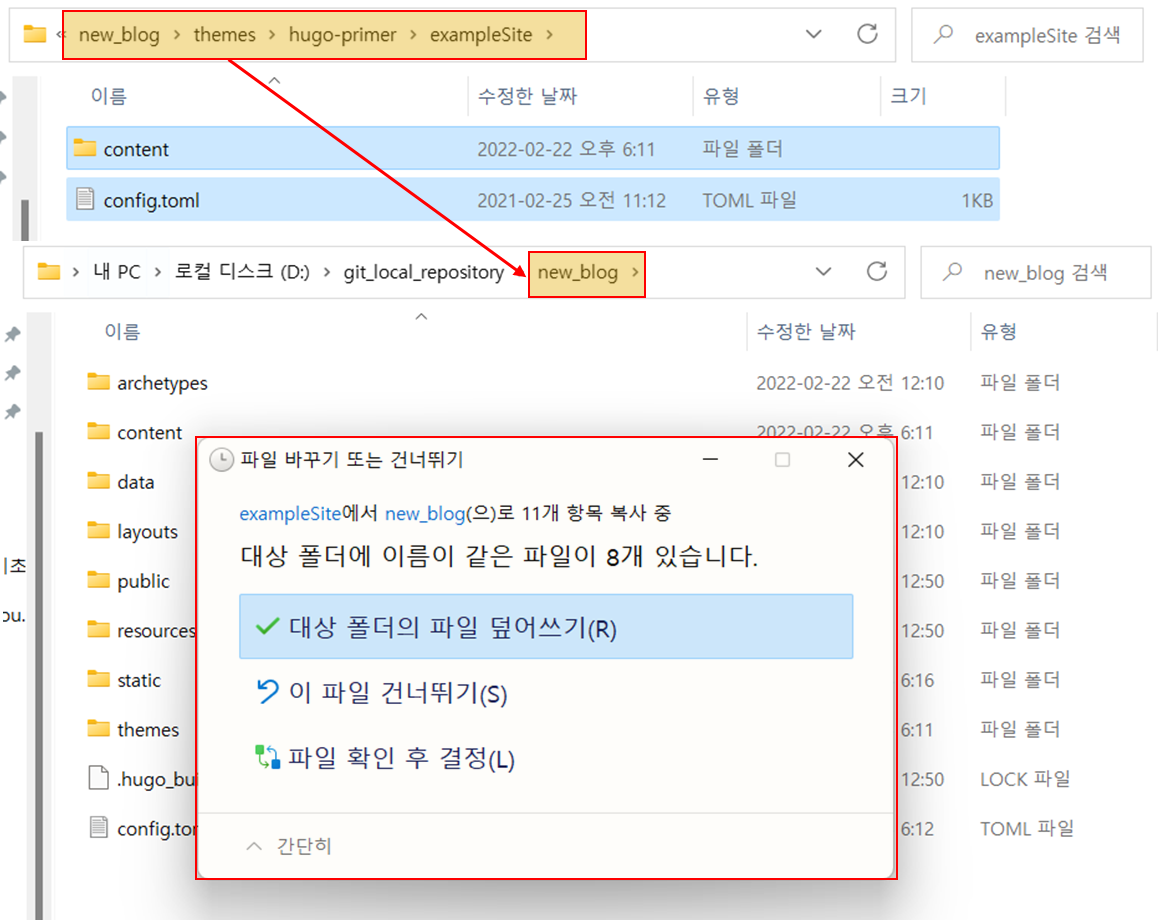 « new_blog > themes > hugo-primer > exampleSite >
exampleSite 검색
이름 수정한 날짜 유형 크기
content 2022-02-22 오후 6:11 파일 폴더
config.toml 2021-02-25 오전 11:12 TOML 파일 1KB
> 내 PC > 로컬 디스크 (D:) > git_local_repository new_blog >
new_blog 검색
이름 수정한 날짜 유형
archetypes 2022-02-22 오전 12:10 파일 폴더
content 2022-02-22 오후 6:11 파일 폴더
data 12:10 파일 폴더
layouts 12:10 파일 폴더
public 12:50 파일 폴더
resources 12:50 파일 폴더
static 6:16 파일 폴더
themes 6:11 파일 폴더
.hugo_bui 12:50 LOCK 파일
config.tom 6:12 TOML 파일
기초
ou.
파일 바꾸기 또는 건너뛰기
exampleSite에서 new_blog(으)로 11개 항목 복사 중
대상 폴더에 이름이 같은 파일이 8개 있습니다.
대상 폴더의 파일 덮어쓰기(R)
이 파일 건너뛰기(S)
파일 확인 후 결정(L)
간단히